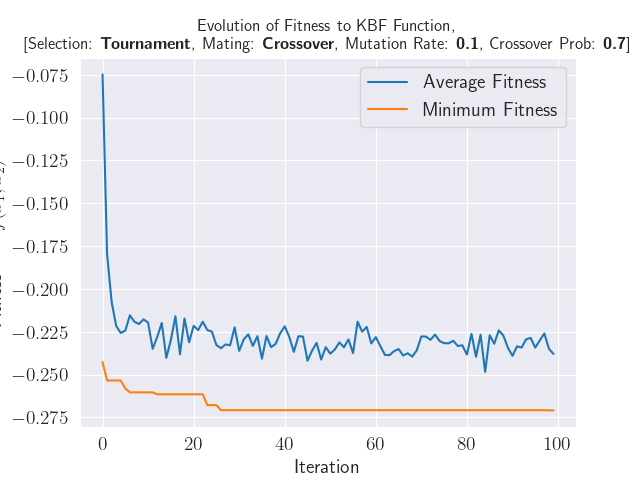 Evolution of Fitness to KBF Function,
[Selection: Tournament, Mating: Crossover, Mutation Rate: 0.1, Crossover Prob: 0.7]
Average Fitness
Minimum Fitness
−0.075
−0.100
−0.125
−0.150
−0.175
−0.200
−0.225
−0.250
−0.275
0 20 40 60 80 100
Iteration